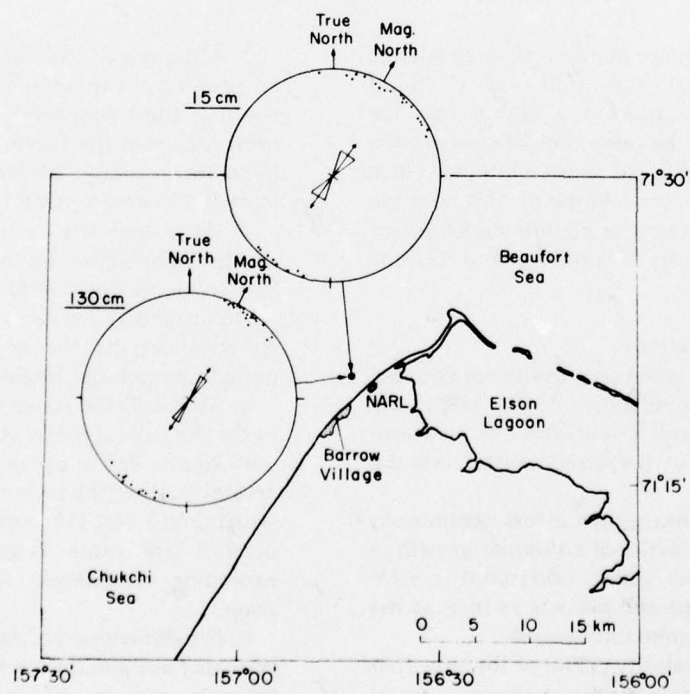 True
North
Mag.
North
15 cm
71°30'
True
North
Mag.
North
130 cm
Beaufort
Sea
NARL
Elson
Lagoon
Barrow
Village
71°15'
Chukchi
Sea
0 5 10 15 km
157°30'
157°00'
156°30'
156°00'